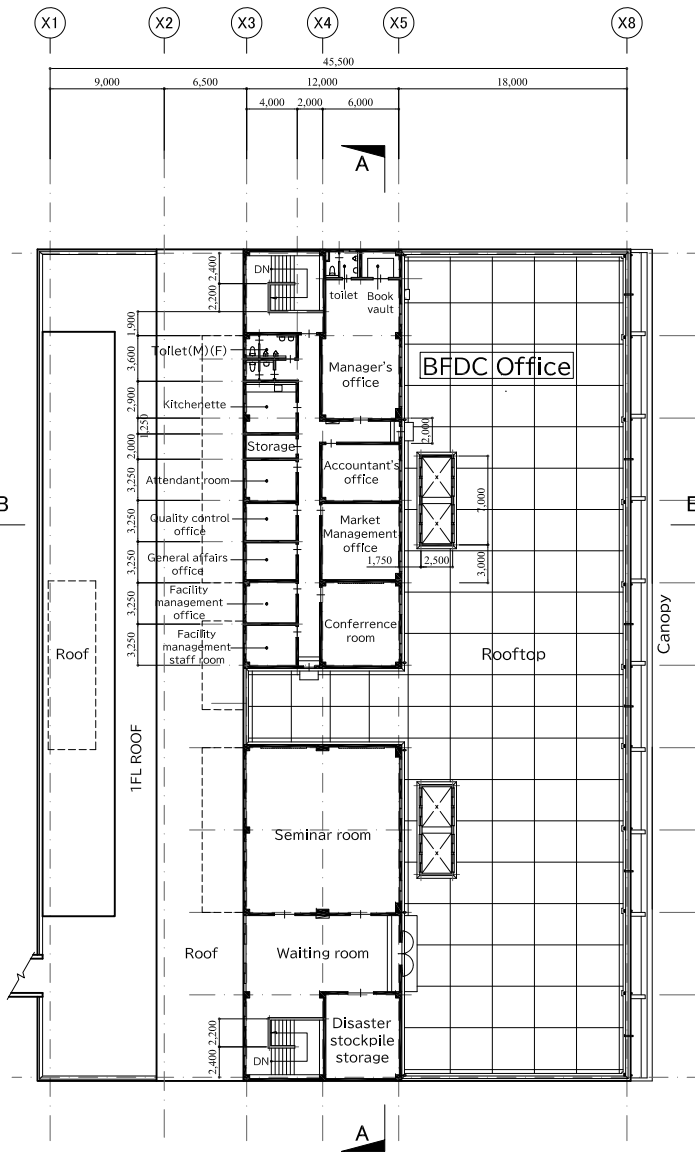 X1 X2 X3 X4 X5 X8
45,500
9,000 6,500 12,000 18,000
4,000 2,000 6,000
A
2,400
DN
2,200
toilet
Book
vault
1,900
Toilet(M)(F)
3,600
Manager's
office
BFDC Office
2,900
Kitchenette
1,250
2,000
2,000
Storage
Accountant's
office
3,250
Attendant room
7,000
B
3,250
Quality control
office
Market
Management
office
1,750
2,500
3,000
3,250
General affairs
office
3,250
Facility
management
office
Conferrence
room
3,250
Facility
management
staff room
Roof
Rooftop
Canopy
1FL ROOF
Seminar room
Roof
Waiting room
2,200
Disaster
stockpile
storage
2,400
DN
A